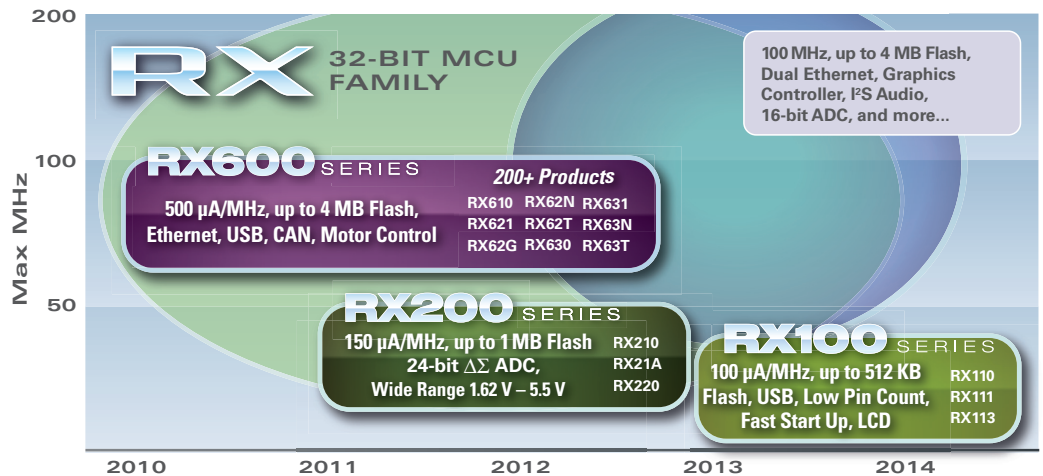 200
RX 32-BIT MCU
FAMILY
100 MHz, up to 4 MB Flash,
Dual Ethernet, Graphics
Controller, I²S Audio,
16-bit ADC, and more...
100
Max MHz
RX600 SERIES
200+ Products
500 µA/MHz, up to 4 MB Flash,
Ethernet, USB, CAN, Motor Control
RX610 RX62N RX631
RX621 RX62T RX63N
RX62G RX630 RX63T
50
RX200 SERIES
150 µA/MHz, up to 1 MB Flash
24-bit ΔΣ ADC,
Wide Range 1.62 V – 5.5 V
RX210
RX21A
RX220
RX100 SERIES
100 µA/MHz, up to 512 KB
Flash, USB, Low Pin Count,
Fast Start Up, LCD
RX110
RX111
RX113
2010 2011 2012 2013 2014